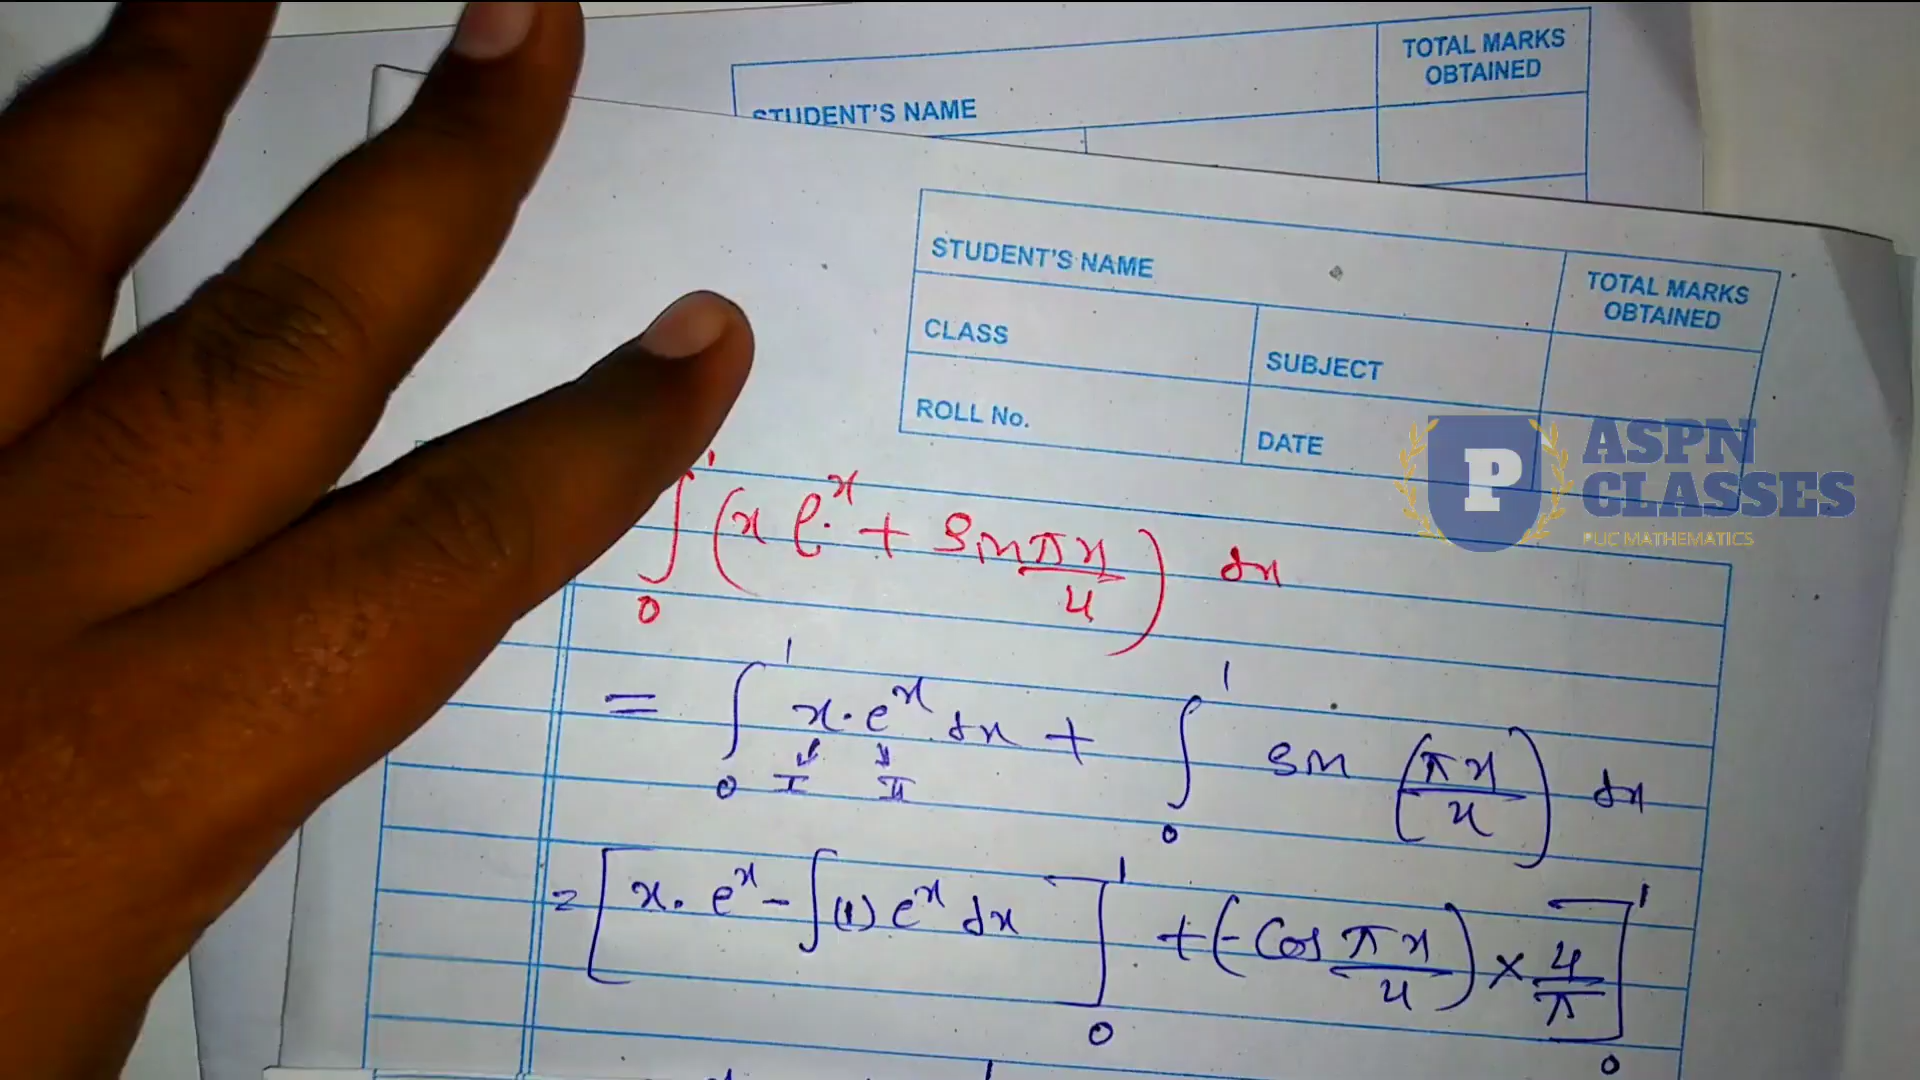 TOTAL MARKS
OBTAINED
STUDENT'S NAME
STUDENT'S NAME
TOTAL MARKS
OBTAINED
CLASS
SUBJECT
ROLL No.
DATE
P
ASPN
CLASSES
PUC MATHEMATICS
∫₀¹ (x eˣ + sin πx/4) dx
= ∫₀¹ x·eˣ dx + ∫₀¹ sin (πx/4) dx
I II
= [x·eˣ - ∫(1) eˣ dx]₀¹ + (-cos πx/4) × 4/π]₀¹